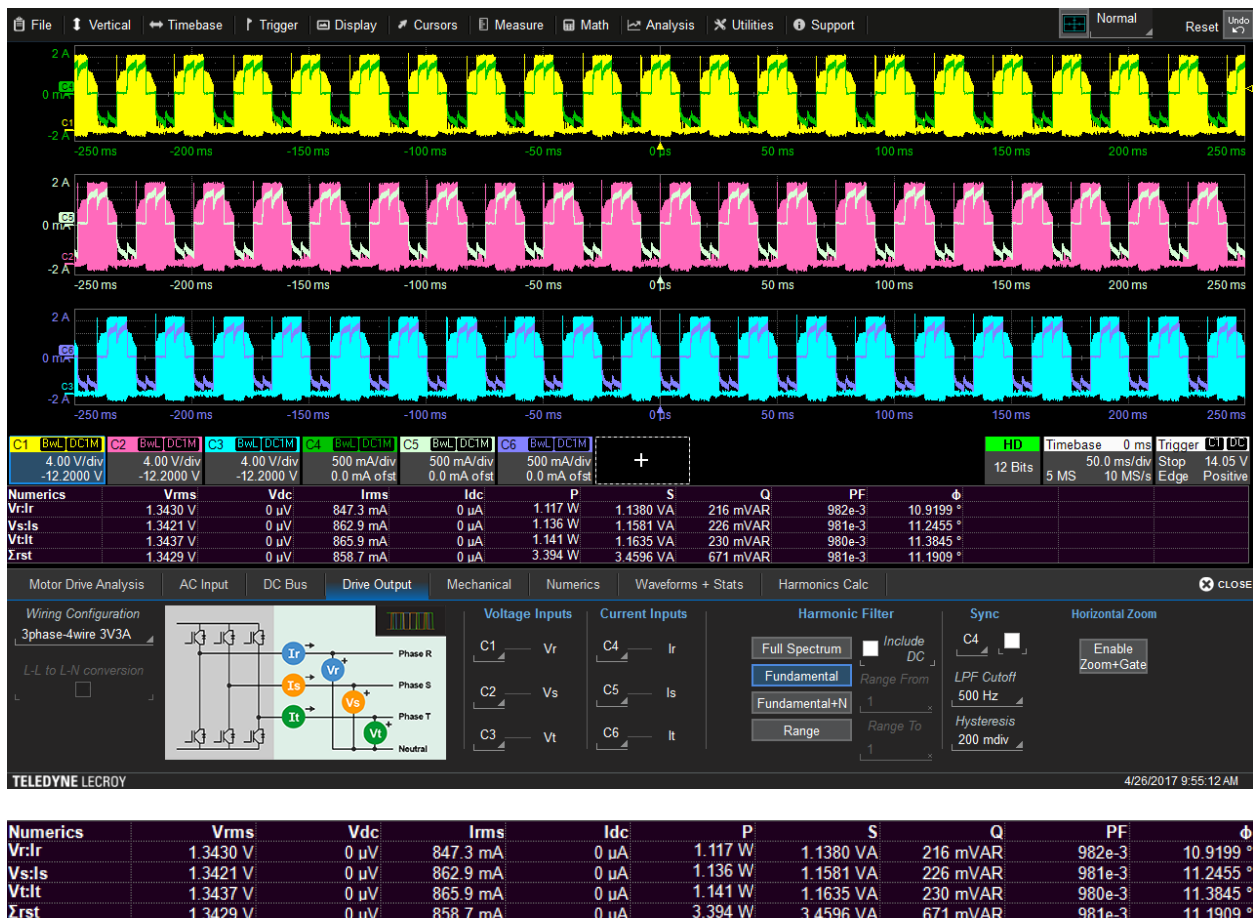 File Vertical Timebase Trigger Display Cursors Measure Math Analysis Utilities Support Normal Reset Undo
2 A
C4
0 mA
C1
-2 A
-250 ms -200 ms -150 ms -100 ms -50 ms 0 µs 50 ms 100 ms 150 ms 200 ms 250 ms
2 A
C5
0 mA
C2
-2 A
-250 ms -200 ms -150 ms -100 ms -50 ms 0 µs 50 ms 100 ms 150 ms 200 ms 250 ms
2 A
C6
0 mA
C3
-2 A
-250 ms -200 ms -150 ms -100 ms -50 ms 0 µs 50 ms 100 ms 150 ms 200 ms 250 ms
C1 BwL DC1M C2 BwL DC1M C3 BwL DC1M C4 BwL DC1M C5 BwL DC1M C6 BwL DC1M HD Timebase 0 ms Trigger C1 DC
4.00 V/div 4.00 V/div 4.00 V/div 500 mA/div 500 mA/div 500 mA/div + 12 Bits 50.0 ms/div Stop 14.05 V
-12.2000 V -12.2000 V -12.2000 V 0.0 mA ofst 0.0 mA ofst 0.0 mA ofst 5 MS 10 MS/s Edge Positive
Numerics Vrms Vdc Irms Idc P S Q PF ϕ
Vr:Ir 1.3430 V 0 µV 847.3 mA 0 µA 1.117 W 1.1380 VA 216 mVAR 982e-3 10.9199 °
Vs:Is 1.3421 V 0 µV 862.9 mA 0 µA 1.136 W 1.1581 VA 226 mVAR 981e-3 11.2455 °
Vt:It 1.3437 V 0 µV 865.9 mA 0 µA 1.141 W 1.1635 VA 230 mVAR 980e-3 11.3845 °
Σrst 1.3429 V 0 µV 858.7 mA 0 µA 3.394 W 3.4596 VA 671 mVAR 981e-3 11.1909 °
Motor Drive Analysis AC Input DC Bus Drive Output Mechanical Numerics Waveforms + Stats Harmonics Calc CLOSE
Wiring Configuration
3phase-4wire 3V3A
L-L to L-N conversion
Ir Vr Phase R
Is Vs Phase S
It Vt Phase T
Neutral
Voltage Inputs
C1 Vr
C2 Vs
C3 Vt
Current Inputs
C4 Ir
C5 Is
C6 It
Harmonic Filter
Full Spectrum
Fundamental
Fundamental+N
Range
Include
DC
Range From
1
Range To
1
Sync
C4
LPF Cutoff
500 Hz
Hysteresis
200 mdiv
Horizontal Zoom
Enable
Zoom+Gate
TELEDYNE LECROY 4/26/2017 9:55:12 AM
Numerics Vrms Vdc Irms Idc P S Q PF ϕ
Vr:Ir 1.3430 V 0 µV 847.3 mA 0 µA 1.117 W 1.1380 VA 216 mVAR 982e-3 10.9199 °
Vs:Is 1.3421 V 0 µV 862.9 mA 0 µA 1.136 W 1.1581 VA 226 mVAR 981e-3 11.2455 °
Vt:It 1.3437 V 0 µV 865.9 mA 0 µA 1.141 W 1.1635 VA 230 mVAR 980e-3 11.3845 °
Σrst 1.3429 V 0 µV 858.7 mA 0 µA 3.394 W 3.4596 VA 671 mVAR 981e-3 11.1909 °